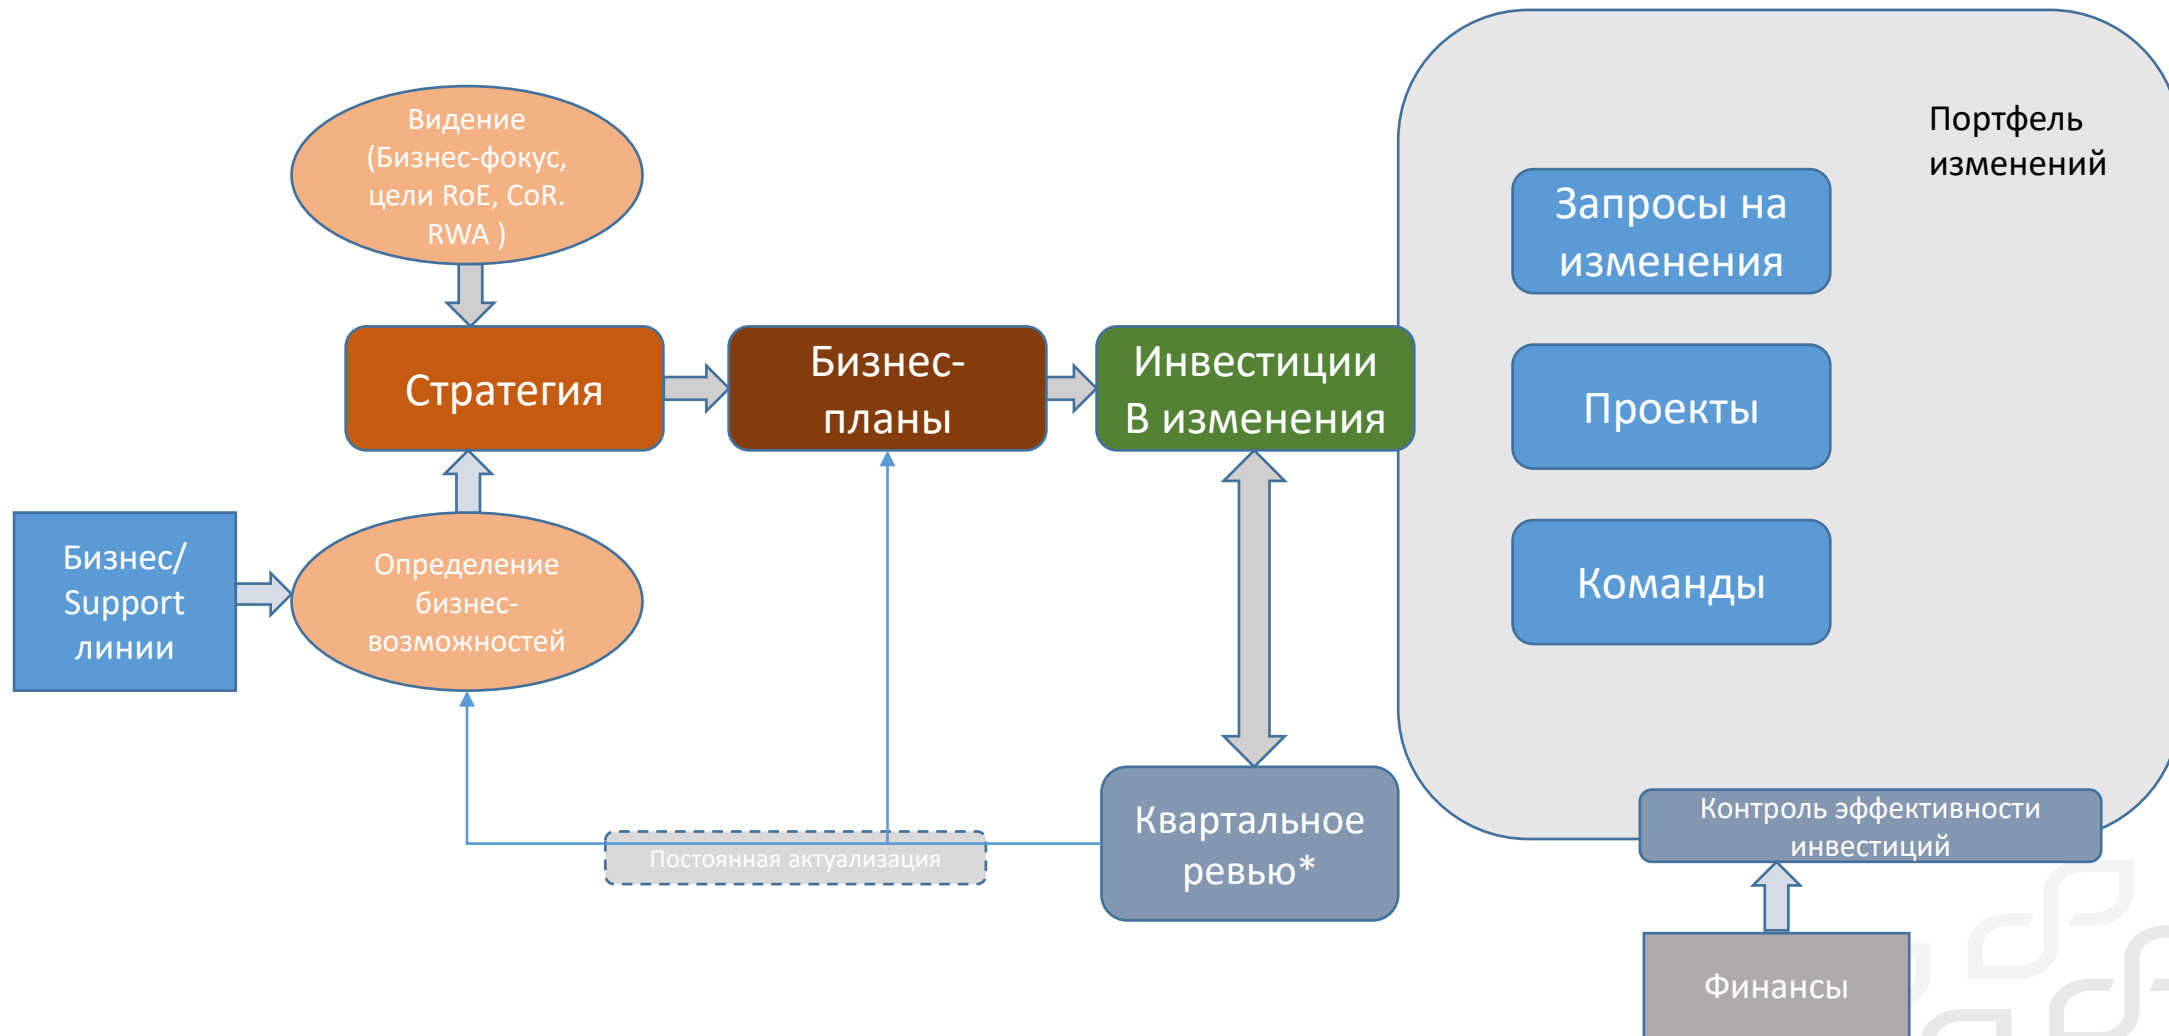 Видение
(Бизнес-фокус,
цели RoE, CoR.
RWA )
Портфель
изменений
Запросы на
изменения
Стратегия
Бизнес-
планы
Инвестиции
В изменения
Проекты
Бизнес/
Support
линии
Определение
бизнес-
возможностей
Команды
Постоянная актуализация
Квартальное
ревью*
Контроль эффективности
инвестиций
Финансы